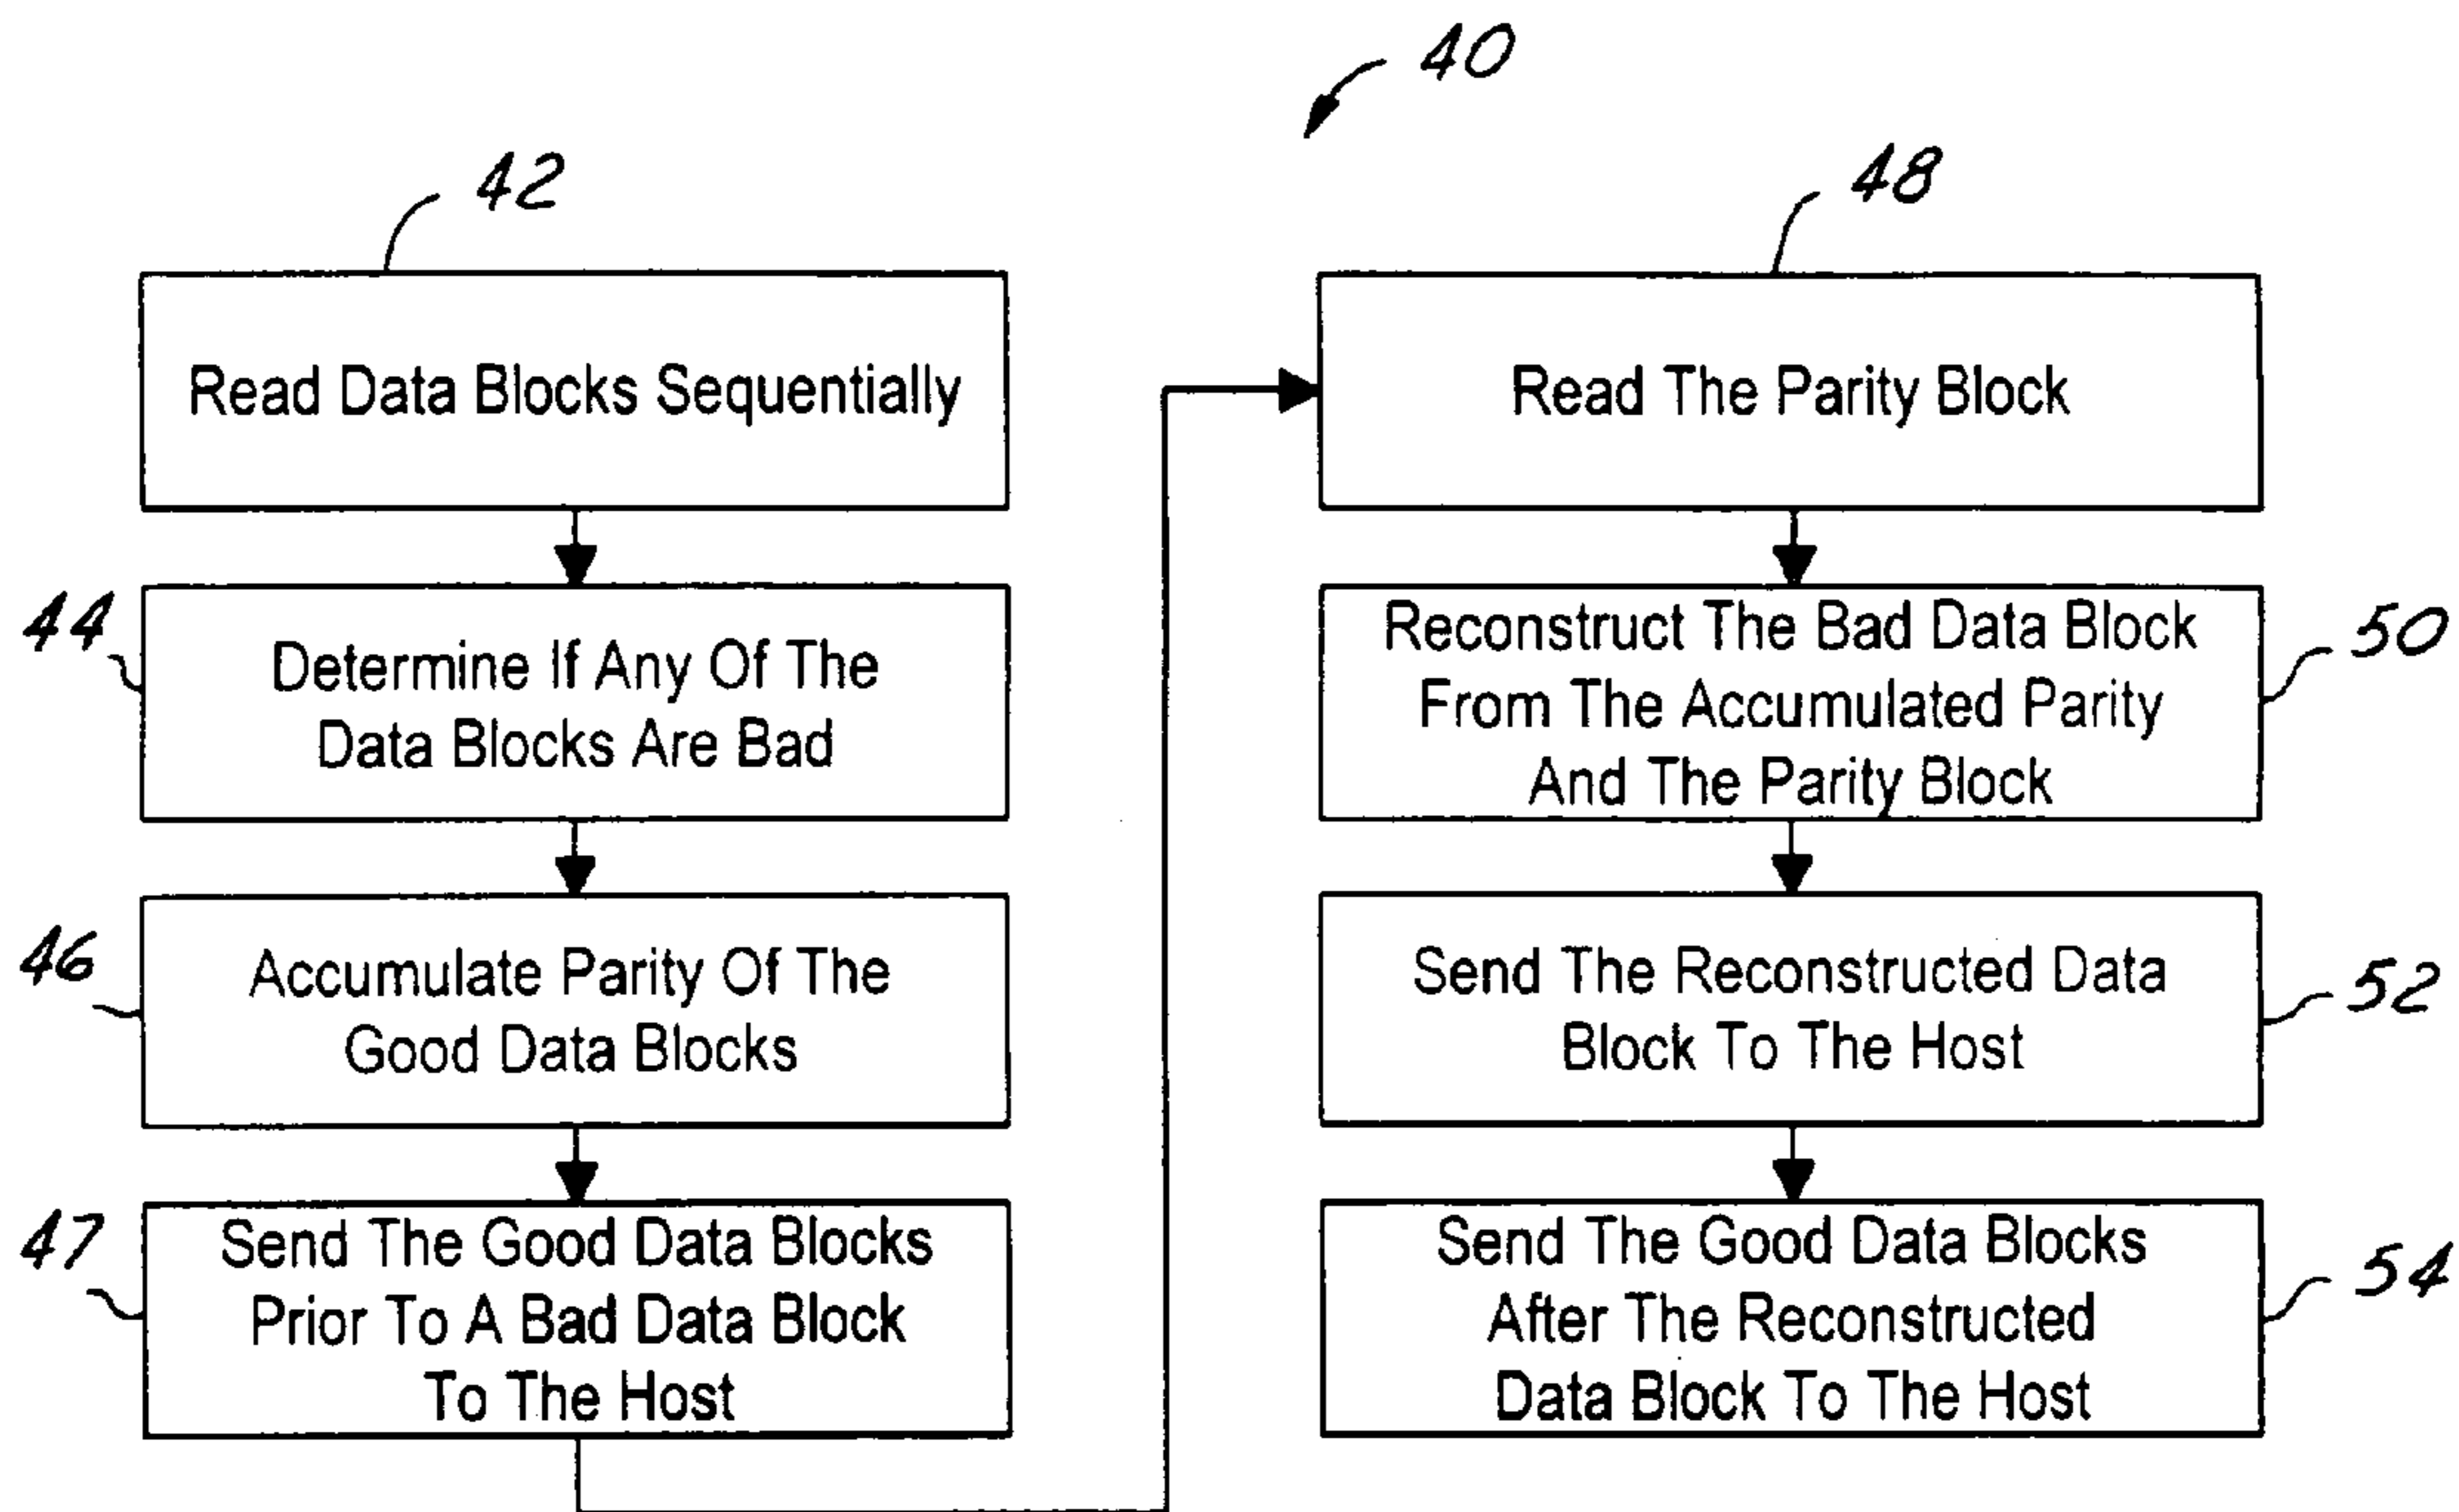 40
42
Read Data Blocks Sequentially
44
Determine If Any Of The
Data Blocks Are Bad
46
Accumulate Parity Of The
Good Data Blocks
47
Send The Good Data Blocks
Prior To A Bad Data Block
To The Host
48
Read The Parity Block
Reconstruct The Bad Data Block
From The Accumulated Parity
And The Parity Block
50
Send The Reconstructed Data
Block To The Host
52
Send The Good Data Blocks
After The Reconstructed
Data Block To The Host
54